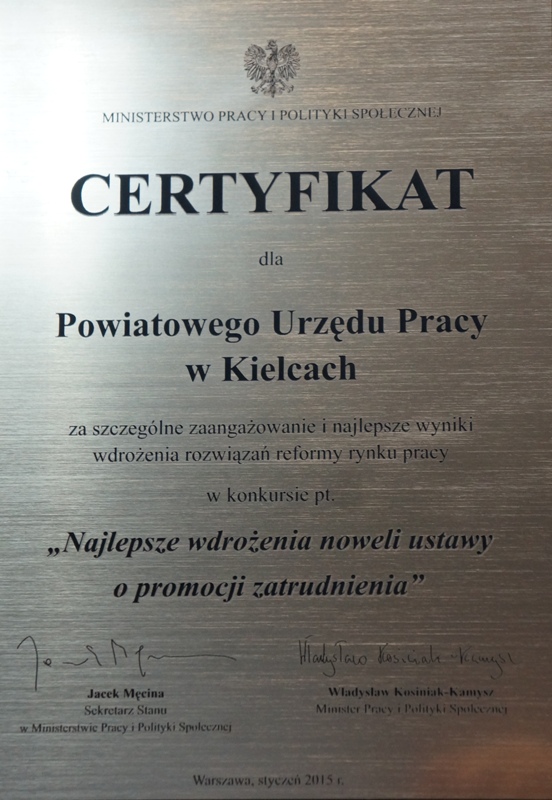 MINISTERSTWO PRACY I POLITYKI SPOŁECZNEJ
CERTYFIKAT
dla
Powiatowego Urzędu Pracy
w Kielcach
za szczególne zaangażowanie i najlepsze wyniki
wdrożenia rozwiązań reformy rynku pracy
w konkursie pt.
„Najlepsze wdrożenia noweli ustawy
o promocji zatrudnienia”
Władysław Kosiniak-Kamysz
Jacek Męcina
Sekretarz Stanu
w Ministerstwie Pracy i Polityki Społecznej
Władysław Kosiniak-Kamysz
Minister Pracy i Polityki Społecznej
Warszawa, styczeń 2015 r.